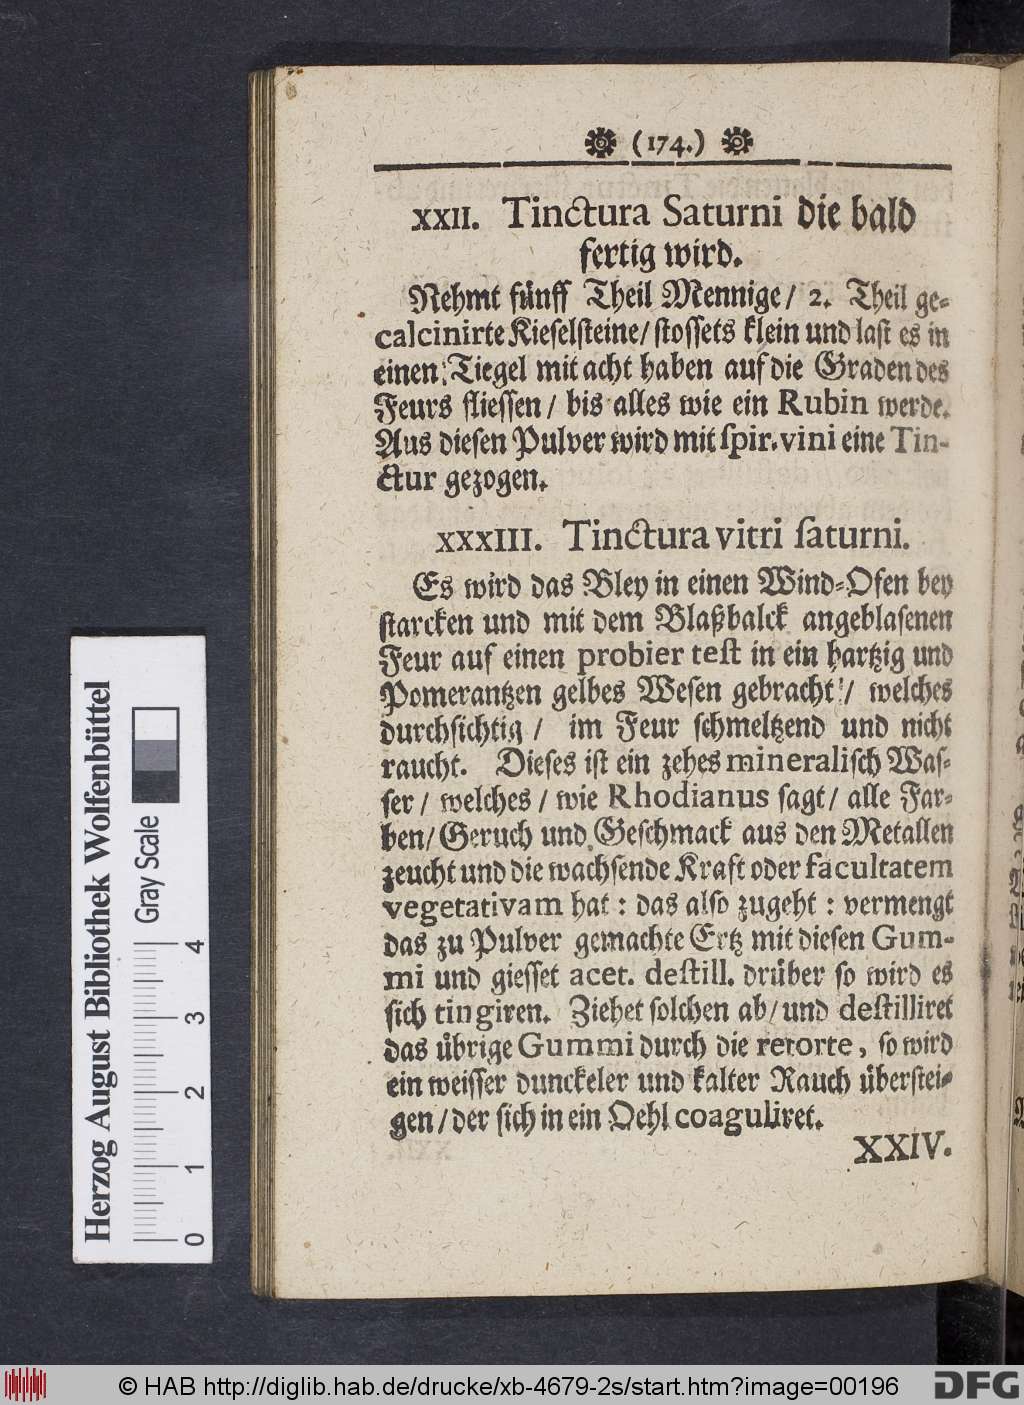 (174.)
XXII. Tinctura Saturni die bald
fertig wird.
Nehmt fünff Theil Mennige/ 2. Theil ge-
calcinirte Kieselsteine/ stossets klein und last es in
einen Tiegel mit acht haben auf die Graden des
Feurs fliessen/ bis alles wie ein Rubin werde.
Aus diesen Pulver wird mit spir. vini eine Tin-
ctur gezogen.
XXXIII. Tinctura vitri saturni.
Es wird das Bley in einen Wind-Ofen bey
starcken und mit dem Blaßbalck angeblasenen
Feur auf einen probier test in ein hartzig und
Pomerantzen gelbes Wesen gebracht/ welches
durchsichtig/ im Feur schmeltzend und nicht
raucht. Dieses ist ein zehes mineralisch Was-
ser/ welches/ wie Rhodianus sagt/ alle Far-
ben/ Geruch und Geschmack aus den Metallen
zeucht und die wachsende Kraft oder facultatem
vegetativam hat: das also zugeht: vermengt
das zu Pulver gemachte Ertz mit diesen Gum-
mi und giesset acet. destill. drüber so wird es
sich tingiren. Ziehet solchen ab/ und destilliret
das übrige Gummi durch die retorte, so wird
ein weisser dunckeler und kalter Rauch überstei-
gen/ der sich in ein Oehl coaguliret.
XXIV.
Herzog August Bibliothek Wolfenbüttel
Gray Scale
0 1 2 3 4
© HAB http://diglib.hab.de/drucke/xb-4679-2s/start.htm?image=00196
DFG